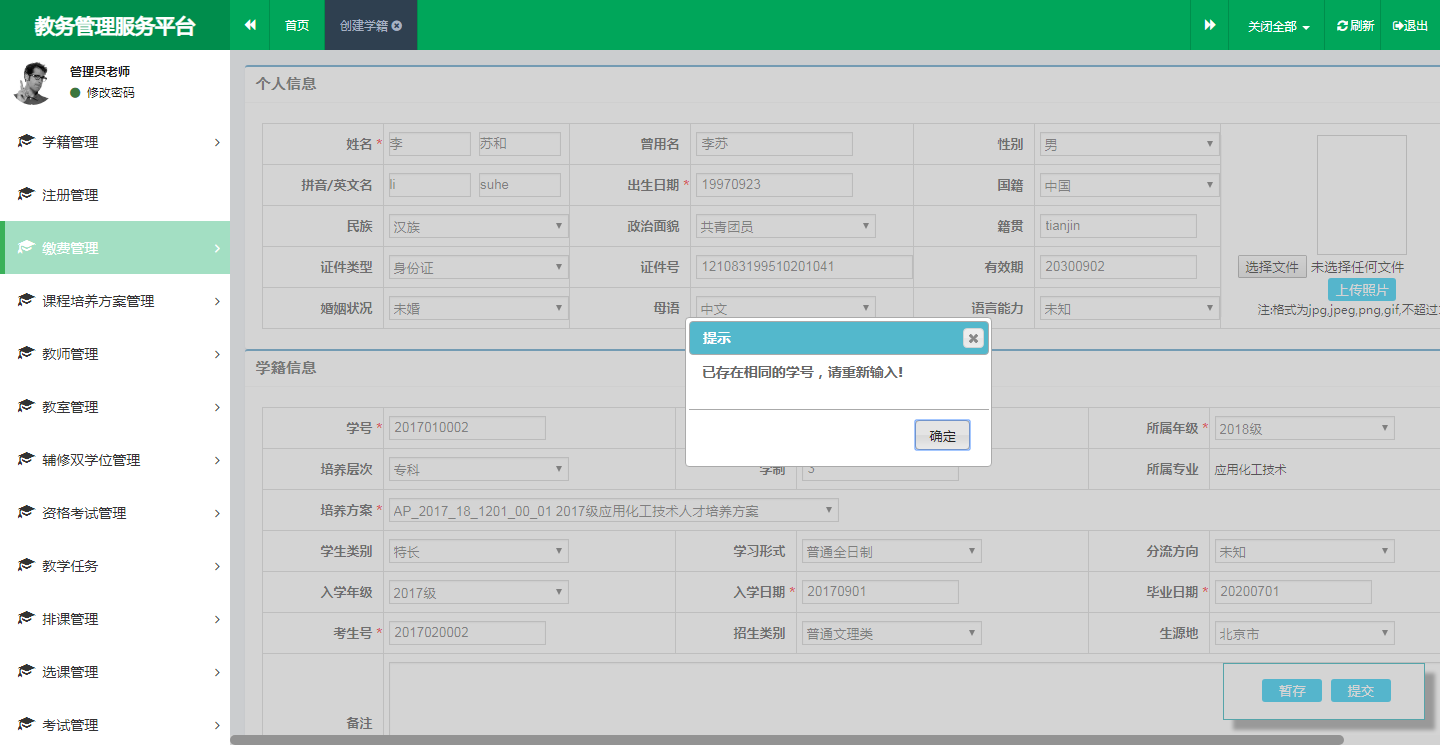 教务管理服务平台
首页
创建学籍
关闭全部
刷新
退出
管理员老师
修改密码
学籍管理
注册管理
缴费管理
课程培养方案管理
教师管理
教室管理
辅修双学位管理
资格考试管理
教学任务
排课管理
选课管理
考试管理
个人信息
姓名 * 李 苏和 曾用名 李苏 性别 男
拼音/英文名 li suhe 出生日期 * 19970923 国籍 中国
民族 汉族 政治面貌 共青团员 籍贯 tianjin
证件类型 身份证 证件号 121083199510201041 有效期 20300902
婚姻状况 未婚 母语 中文 语言能力 未知
选择文件 未选择任何文件
上传照片
注:格式为jpg,jpeg,png,gif,不超过
提示
已存在相同的学号，请重新输入!
确定
学籍信息
学号 * 2017010002 所属年级 * 2018级
培养层次 专科 学制 3 所属专业 应用化工技术
培养方案 * AP_2017_18_1201_00_01 2017级应用化工技术人才培养方案
学生类别 特长 学习形式 普通全日制 分流方向 未知
入学年级 2017级 入学日期 * 20170901 毕业日期 * 20200701
考生号 * 2017020002 招生类别 普通文理类 生源地 北京市
备注
暂存 提交